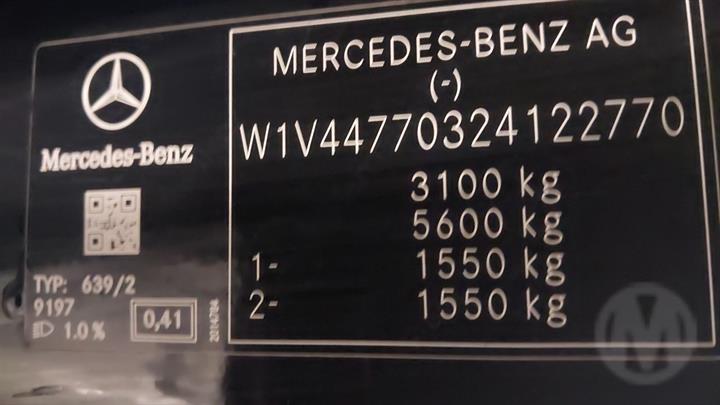 Mercedes-Benz
TYP: 639/2
9197
1.0%
0,41
2014784
MERCEDES-BENZ AG
(-)
W1V44770324122770
3100 kg
5600 kg
1- 1550 kg
2- 1550 kg
M